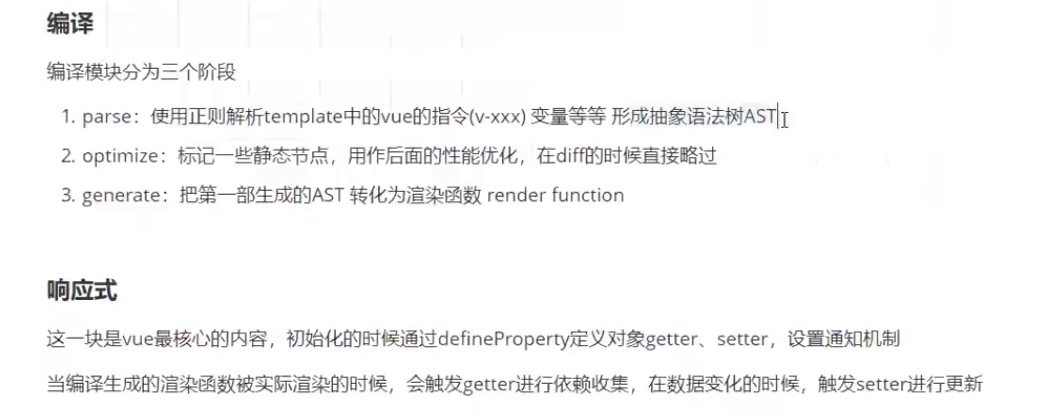 编译
编译模块分为三个阶段
1. parse：使用正则解析template中的vue的指令(v-xxx) 变量等等 形成抽象语法树AST
2. optimize：标记一些静态节点，用作后面的性能优化，在diff的时候直接略过
3. generate：把第一部生成的AST 转化为渲染函数 render function
响应式
这一块是vue最核心的内容，初始化的时候通过defineProperty定义对象getter、setter，设置通知机制
当编译生成的渲染函数被实际渲染的时候，会触发getter进行依赖收集，在数据变化的时候，触发setter进行更新